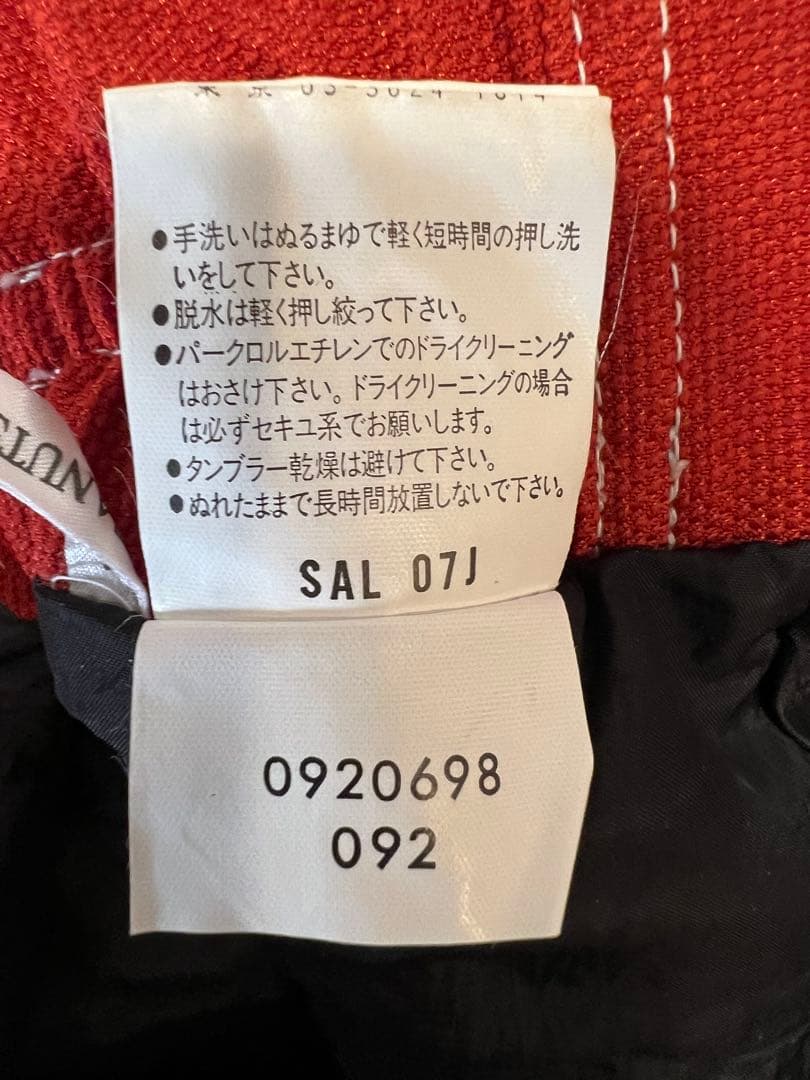 東京 03-3624-1614
●手洗いはぬるまゆで軽く短時間の押し洗
いをして下さい。
●脱水は軽く押し絞って下さい。
●パークロルエチレンでのドライクリーニング
はおさけ下さい。ドライクリーニングの場合
は必ずセキユ系でお願いします。
●タンブラー乾燥は避けて下さい。
●ぬれたままで長時間放置しないで下さい。
SAL 07J
0920698
092